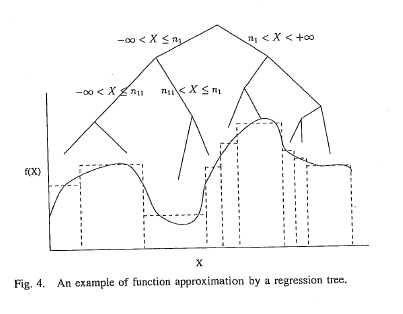 −∞ < X ≤ n₁ n₁ < X < +∞
−∞ < X ≤ n₁₁ n₁₁ < X ≤ n₁
f(X)
X
Fig. 4. An example of function approximation by a regression tree.